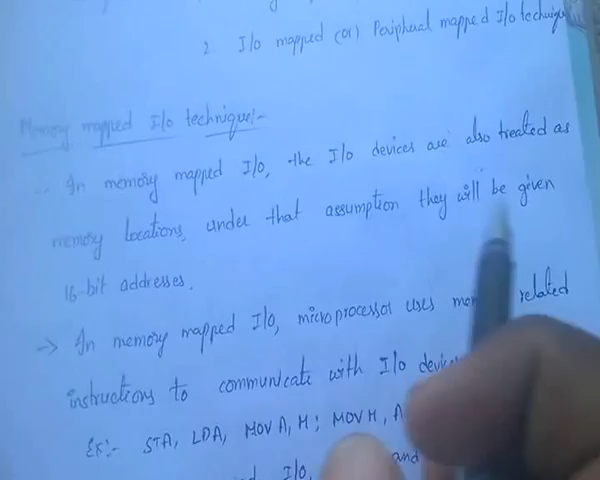 2 I/o mapped (or) Peripheral mapped I/o technique
Memory mapped I/o technique:-
In memory mapped I/o, the I/o devices are also treated as
memory locations, under that assumption they will be given
16-bit addresses.
-> In memory mapped I/o, microprocessor uses related
instructions to communicate with I/o
Ex:- STA, LDA, MOV A, M; MOV M, A
I/o, and